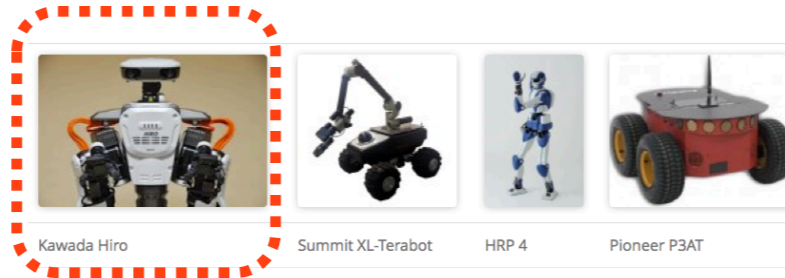 Kawada Hiro
Summit XL-Terabot
HRP 4
Pioneer P3AT